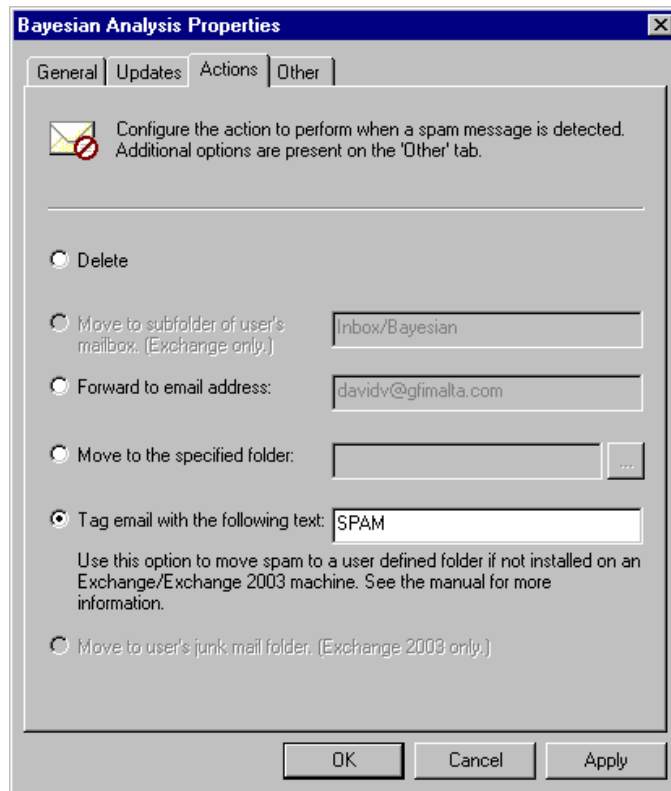 Bayesian Analysis Properties
General Updates Actions Other
Configure the action to perform when a spam message is detected.
Additional options are present on the 'Other' tab.
Delete
Move to subfolder of user's
mailbox. (Exchange only.)
Inbox/Bayesian
Forward to email address:
davidv@gfimalta.com
Move to the specified folder:
...
Tag email with the following text:
SPAM
Use this option to move spam to a user defined folder if not installed on an
Exchange/Exchange 2003 machine. See the manual for more
information.
Move to user's junk mail folder. (Exchange 2003 only.)
OK Cancel Apply